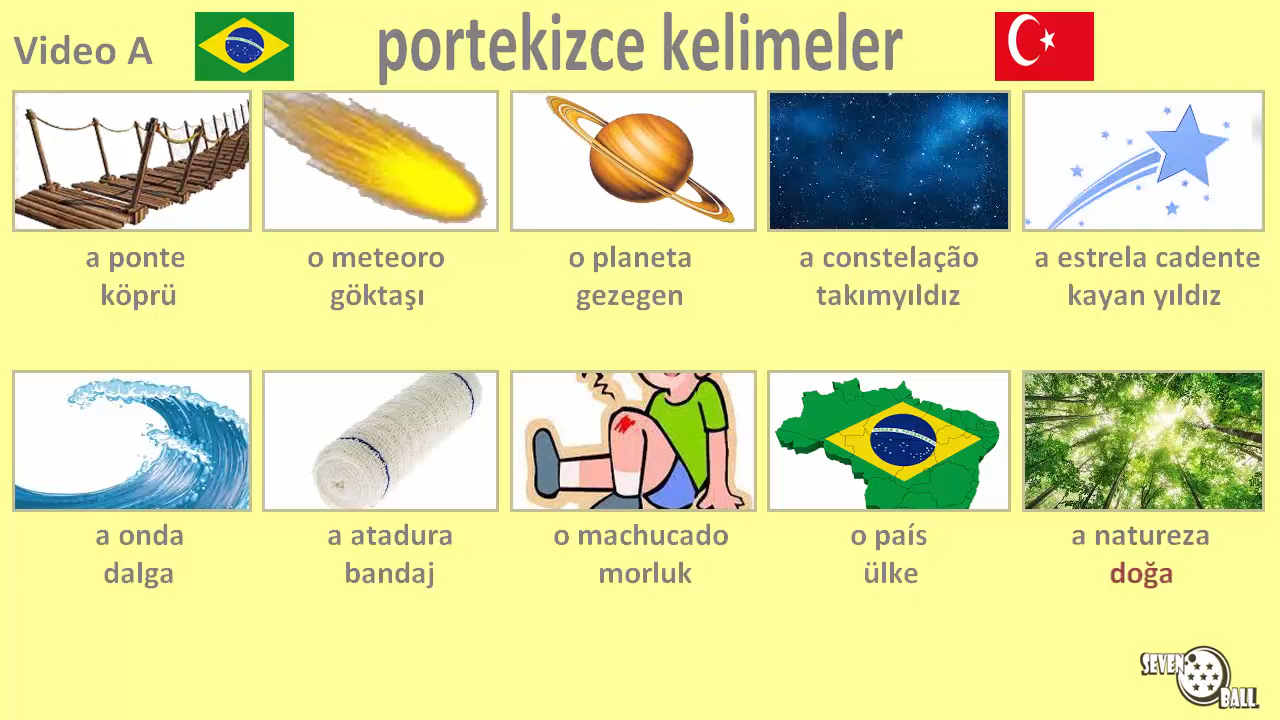 Video A
portekizce kelimeler
a ponte
köprü
o meteoro
göktaşı
o planeta
gezegen
a constelação
takımyıldız
a estrela cadente
kayan yıldız
a onda
dalga
a atadura
bandaj
o machucado
morluk
o país
ülke
a natureza
doğa
SEVEN
BALL